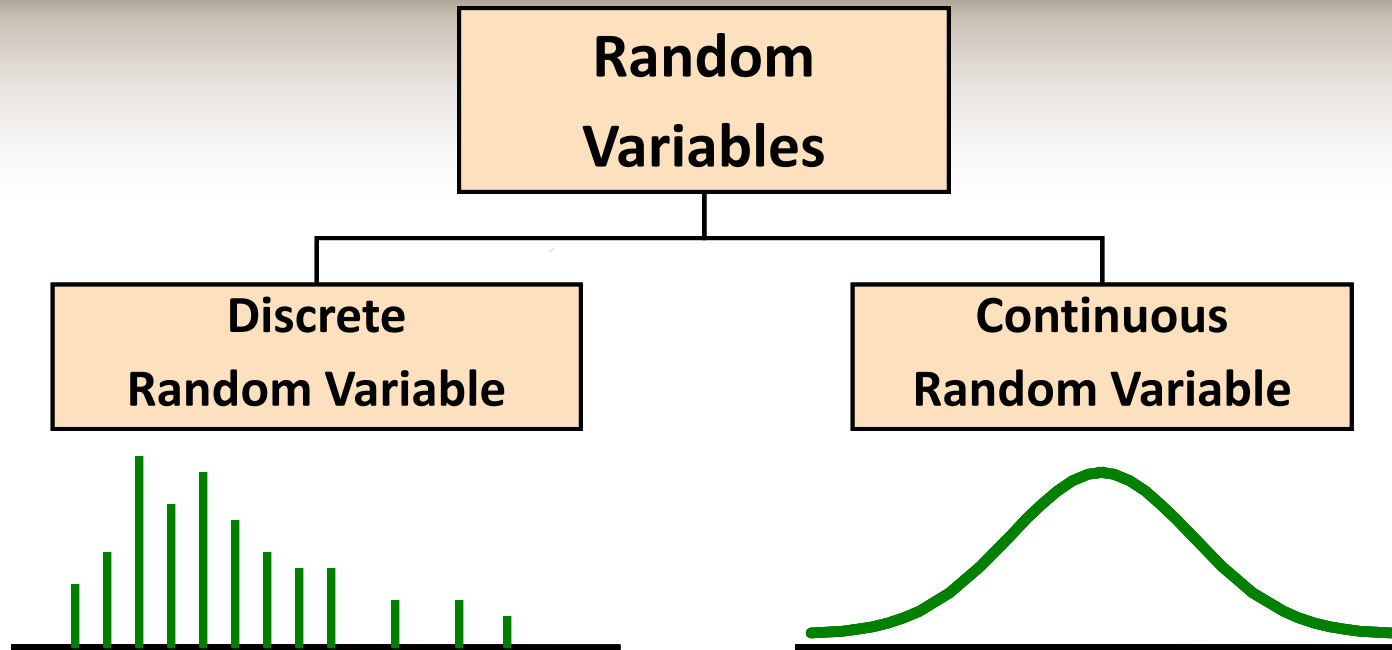 Random
Variables
Discrete
Random Variable
Continuous
Random Variable